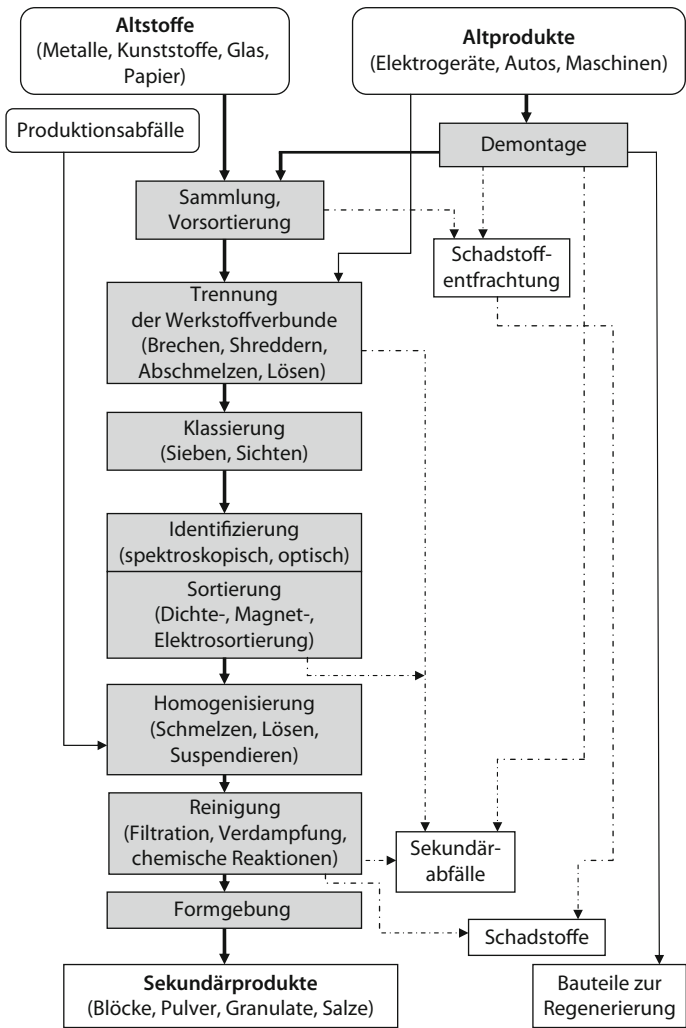 Altstoffe
(Metalle, Kunststoffe, Glas,
Papier)
Altprodukte
(Elektrogeräte, Autos, Maschinen)
Produktionsabfälle
Demontage
Sammlung,
Vorsortierung
Schadstoff-
entfrachtung
Trennung
der Werkstoffverbunde
(Brechen, Shreddern,
Abschmelzen, Lösen)
Klassierung
(Sieben, Sichten)
Identifizierung
(spektroskopisch, optisch)
Sortierung
(Dichte-, Magnet-,
Elektrosortierung)
Homogenisierung
(Schmelzen, Lösen,
Suspendieren)
Reinigung
(Filtration, Verdampfung,
chemische Reaktionen)
Sekundär-
abfälle
Formgebung
Schadstoffe
Sekundärprodukte
(Blöcke, Pulver, Granulate, Salze)
Bauteile zur
Regenerierung